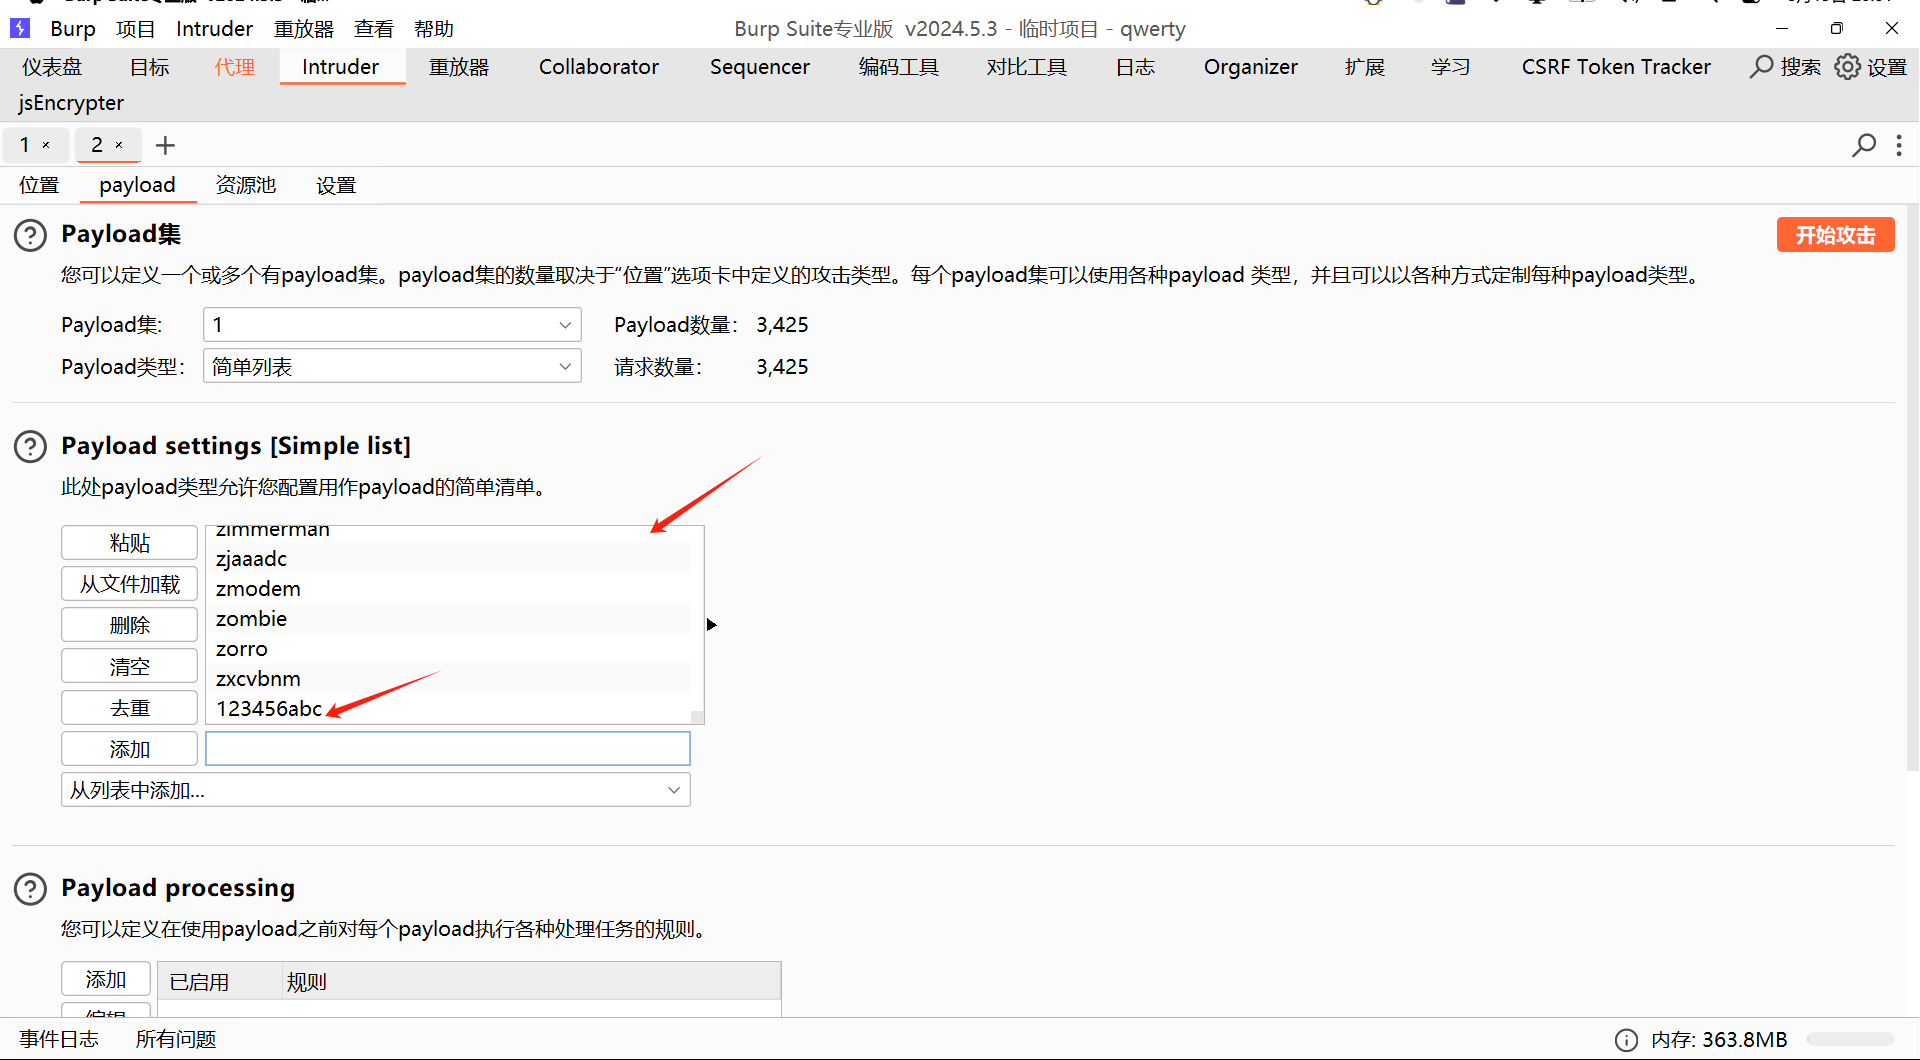 Burp 项目 Intruder 重放器 查看 帮助
Burp Suite专业版 v2024.5.3 - 临时项目 - qwerty
仪表盘 目标 代理 Intruder 重放器 Collaborator Sequencer 编码工具 对比工具 日志 Organizer 扩展 学习 CSRF Token Tracker 搜索 设置
jsEncrypter
1 × 2 × +
位置 payload 资源池 设置
Payload集
开始攻击
您可以定义一个或多个有payload集。payload集的数量取决于“位置”选项卡中定义的攻击类型。每个payload集可以使用各种payload 类型，并且可以以各种方式定制每种payload类型。
Payload集: 1 Payload数量: 3,425
Payload类型: 简单列表 请求数量: 3,425
Payload settings [Simple list]
此处payload类型允许您配置用作payload的简单清单。
粘贴
从文件加载
删除
清空
去重
添加
zimmerman
zjaaadc
zmodem
zombie
zorro
zxcvbnm
123456abc
从列表中添加...
Payload processing
您可以定义在使用payload之前对每个payload执行各种处理任务的规则。
添加 已启用 规则
编辑
事件日志 所有问题
内存: 363.8MB